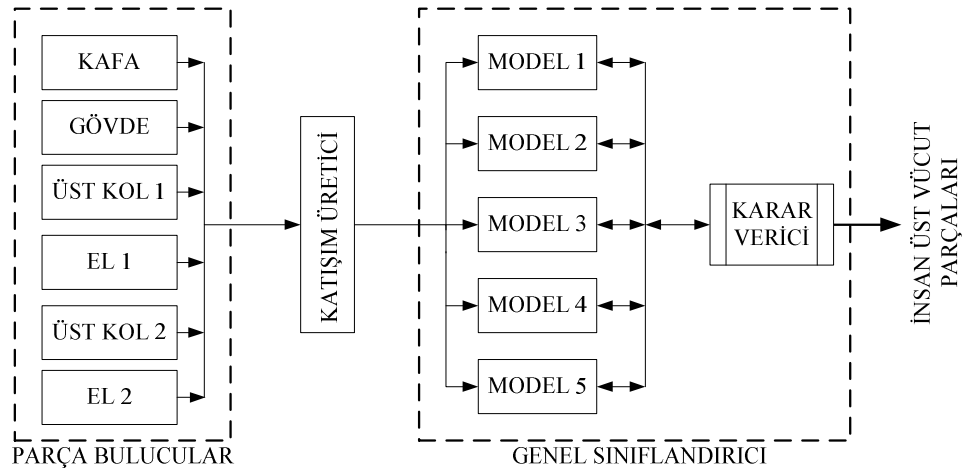 KAFA
GÖVDE
ÜST KOL 1
EL 1
ÜST KOL 2
EL 2
PARÇA BULUCULAR
KATIŞIM ÜRETİCİ
MODEL 1
MODEL 2
MODEL 3
MODEL 4
MODEL 5
KARAR
VERİCİ
GENEL SINIFLANDIRICI
İNSAN ÜST VÜCUT
PARÇALARI